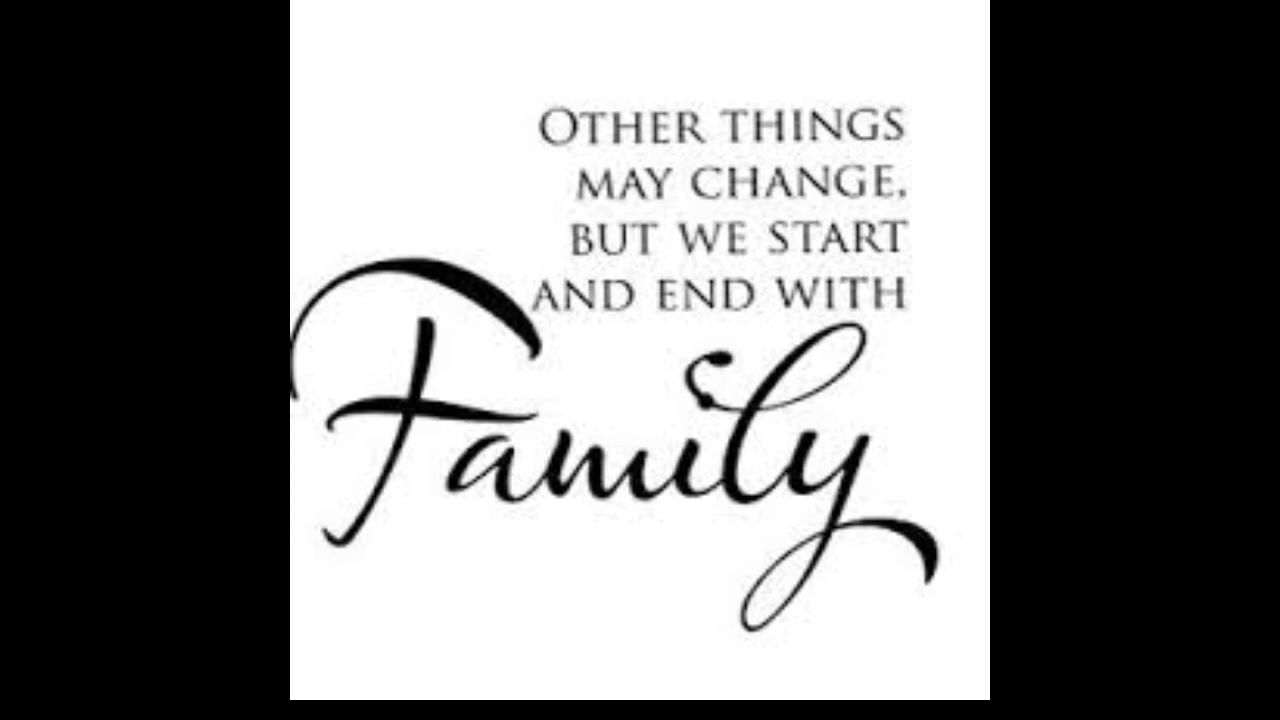 OTHER THINGS
MAY CHANGE,
BUT WE START
AND END WITH
Family